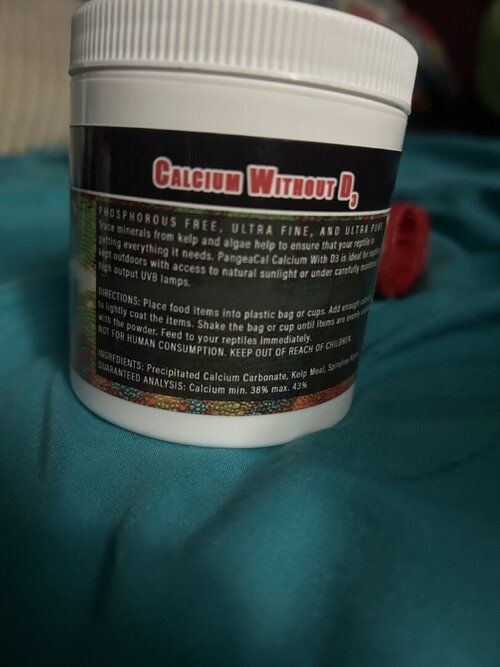 CALCIUM WITHOUT D3
PHOSPHOROUS FREE, ULTRA FINE, AND ULTRA PURE
Trace minerals from kelp and algae help to ensure that your reptile is
getting everything it needs. PangeaCal Calcium With D3 is ideal for
kept outdoors with access to natural sunlight or under carefully
high output UVB lamps.
DIRECTIONS: Place food items into plastic bag or cups. Add enough
to lightly coat the items. Shake the bag or cup until items are evenly
with the powder. Feed to your reptiles immediately.
NOT FOR HUMAN CONSUMPTION. KEEP OUT OF REACH OF CHILDREN.
INGREDIENTS: Precipitated Calcium Carbonate, Kelp Meal, Spirulina
GUARANTEED ANALYSIS: Calcium min. 38% max. 43%